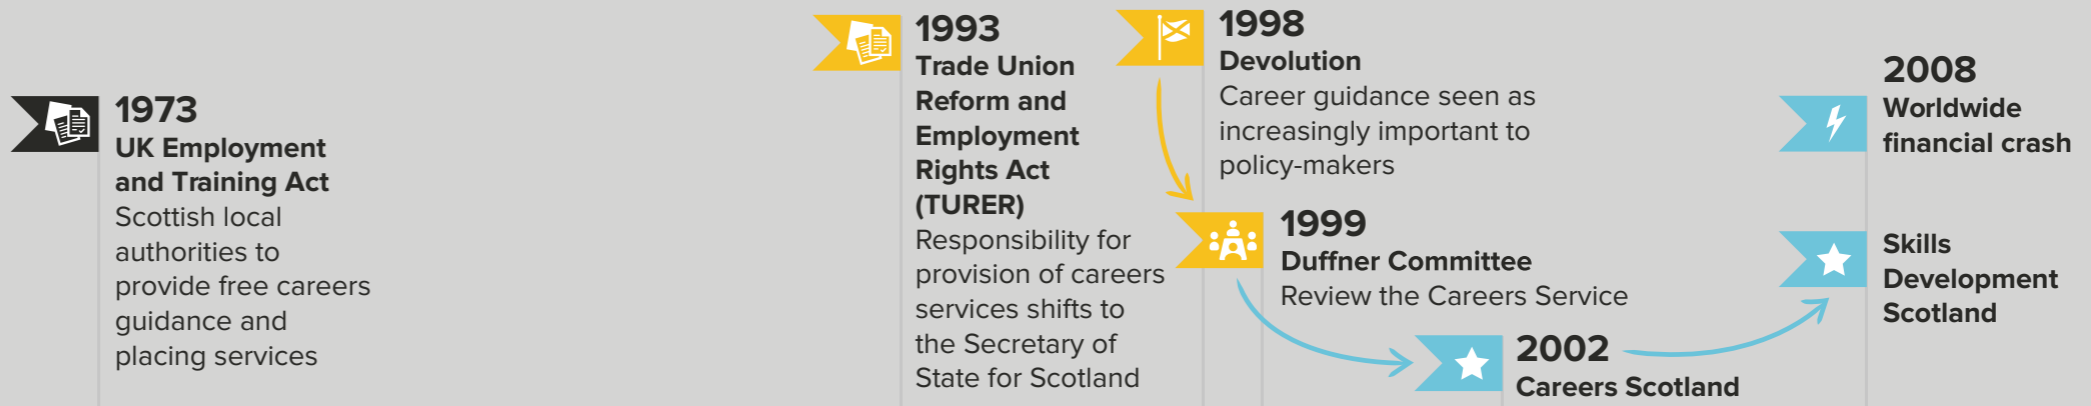 1973
UK Employment
and Training Act
Scottish local
authorities to
provide free careers
guidance and
placing services
1993
Trade Union
Reform and
Employment
Rights Act
(TURER)
Responsibility for
provision of careers
services shifts to
the Secretary of
State for Scotland
1998
Devolution
Career guidance seen as
increasingly important to
policy-makers
1999
Duffner Committee
Review the Careers Service
2002
Careers Scotland
2008
Worldwide
financial crash
Skills
Development
Scotland